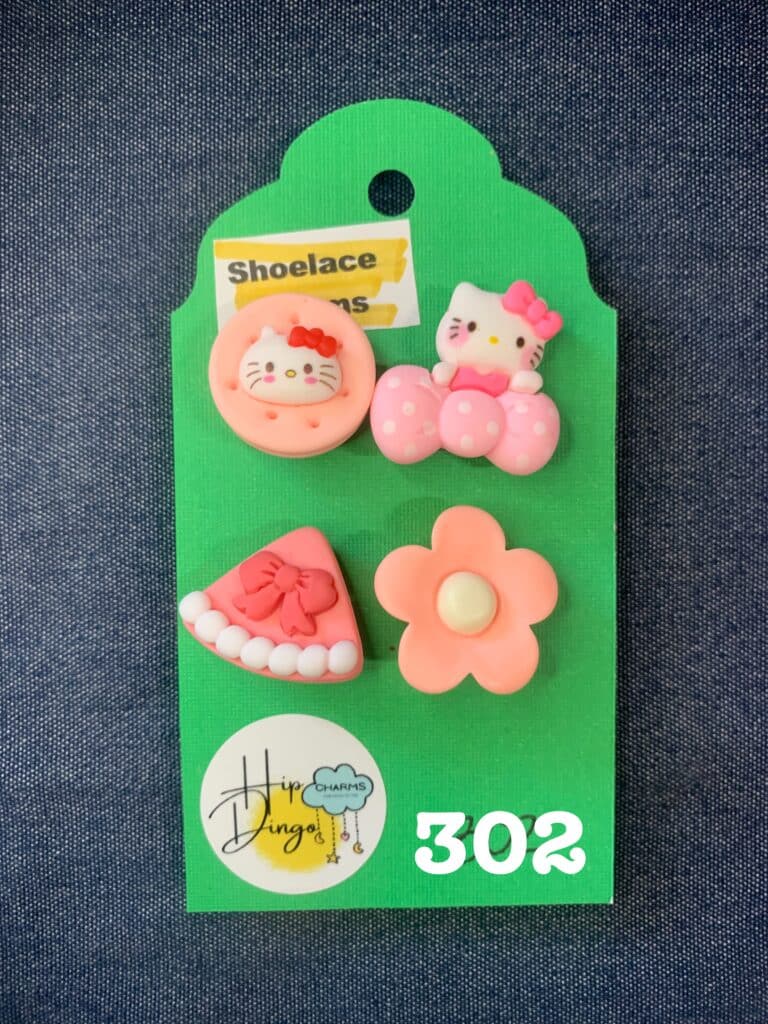 Shoelace
Hip
Dingo
CHARMS
302